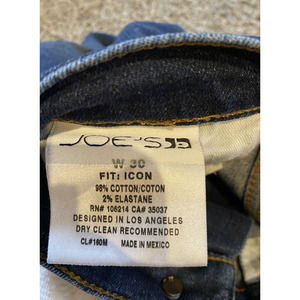 JOE'S
W 30
FIT: ICON
98% COTTON/COTON
2% ELASTANE
RN# 106214 CA# 35037
DESIGNED IN LOS ANGELES
DRY CLEAN RECOMMENDED
CL#160M MADE IN MEXICO